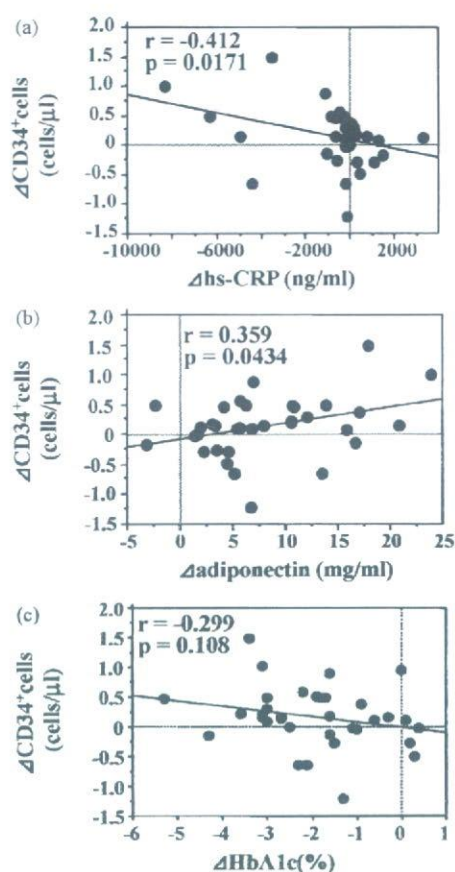 (a)
r = -0.412
p = 0.0171
ΔCD34+cells
(cells/μl)
2.0
1.5
1.0
0.5
0
-0.5
-1.0
-1.5
-10000 -6000 -2000 0 2000
Δhs-CRP (ng/ml)
(b)
r = 0.359
p = 0.0434
ΔCD34+cells
(cells/μl)
2.0
1.5
1.0
0.5
0
-0.5
-1.0
-1.5
-5 0 5 10 15 20 25
Δadiponectin (mg/ml)
(c)
r = -0.299
p = 0.108
ΔCD34+cells
(cells/μl)
2.0
1.5
1.0
0.5
0
-0.5
-1.0
-1.5
-6 -5 -4 -3 -2 -1 0 1
ΔHbA1c(%)